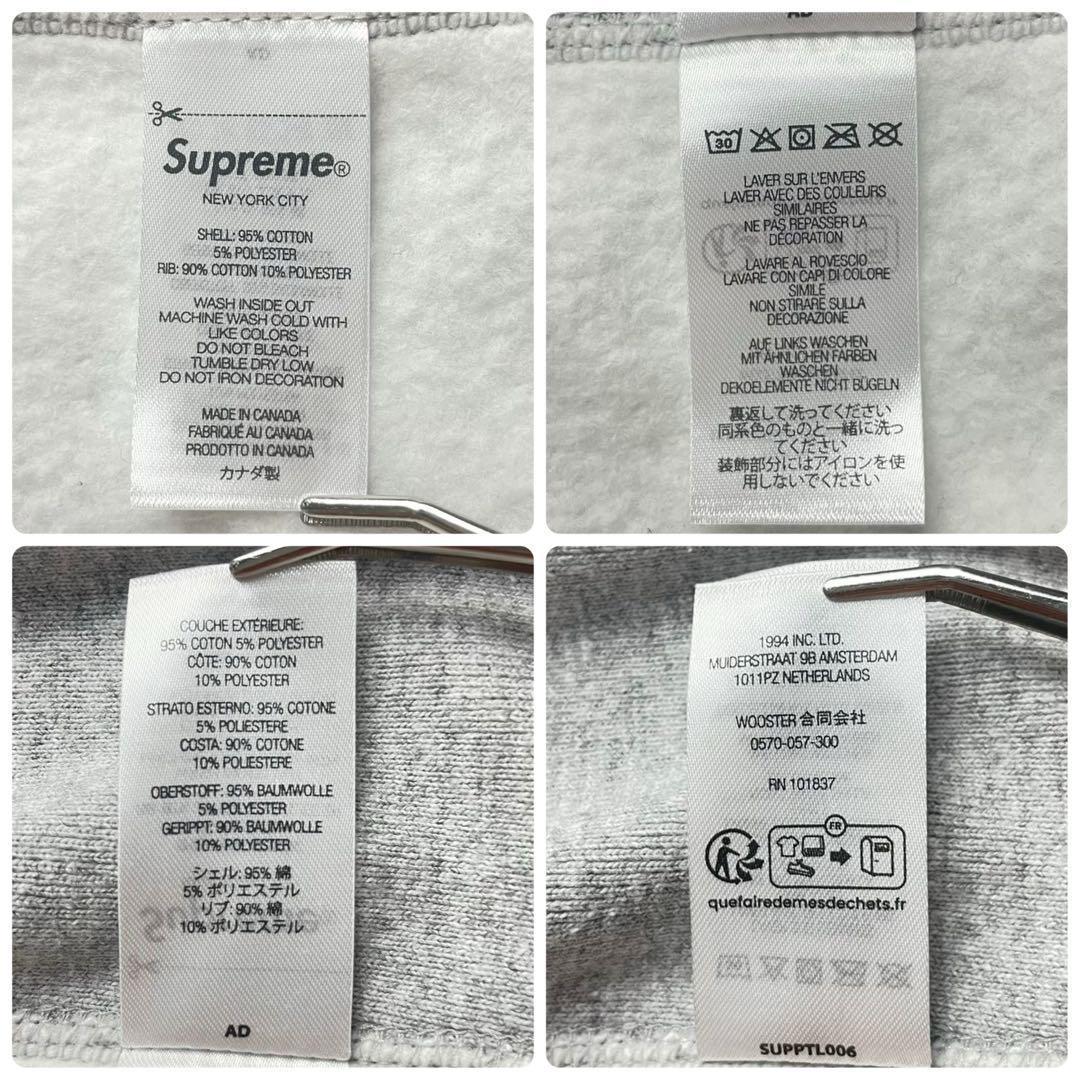 Supreme®
NEW YORK CITY
SHELL: 95% COTTON
5% POLYESTER
RIB: 90% COTTON 10% POLYESTER
WASH INSIDE OUT
MACHINE WASH COLD WITH
LIKE COLORS
DO NOT BLEACH
TUMBLE DRY LOW
DO NOT IRON DECORATION
MADE IN CANADA
FABRIQUÉ AU CANADA
PRODOTTO IN CANADA
カナダ製
AD
30
LAVER SUR L'ENVERS
LAVER AVEC DES COULEURS
SIMILAIRES
NE PAS REPASSER LA
DÉCORATION
LAVARE AL ROVESCIO
LAVARE CON CAPI DI COLORE
SIMILE
NON STIRARE SULLA
DECORAZIONE
AUF LINKS WASCHEN
MIT ÄHNLICHEN FARBEN
WASCHEN
DEKOELEMENTE NICHT BÜGELN
裏返して洗ってください
同系色のものと一緒に洗っ
てください
装飾部分にはアイロンを使
用しないでください
COUCHE EXTÉRIEURE:
95% COTON 5% POLYESTER
CÔTE: 90% COTON
10% POLYESTER
STRATO ESTERNO: 95% COTONE
5% POLIESTERE
COSTA: 90% COTONE
10% POLIESTERE
OBERSTOFF: 95% BAUMWOLLE
5% POLYESTER
GERIPPT: 90% BAUMWOLLE
10% POLYESTER
シェル: 95% 綿
5% ポリエステル
リブ: 90% 綿
10% ポリエステル
AD
1994 INC. LTD.
MUIDERSTRAAT 9B AMSTERDAM
1011PZ NETHERLANDS
WOOSTER 合同会社
0570-057-300
RN 101837
FR
quefairedemesdechets.fr
SUPPTL006